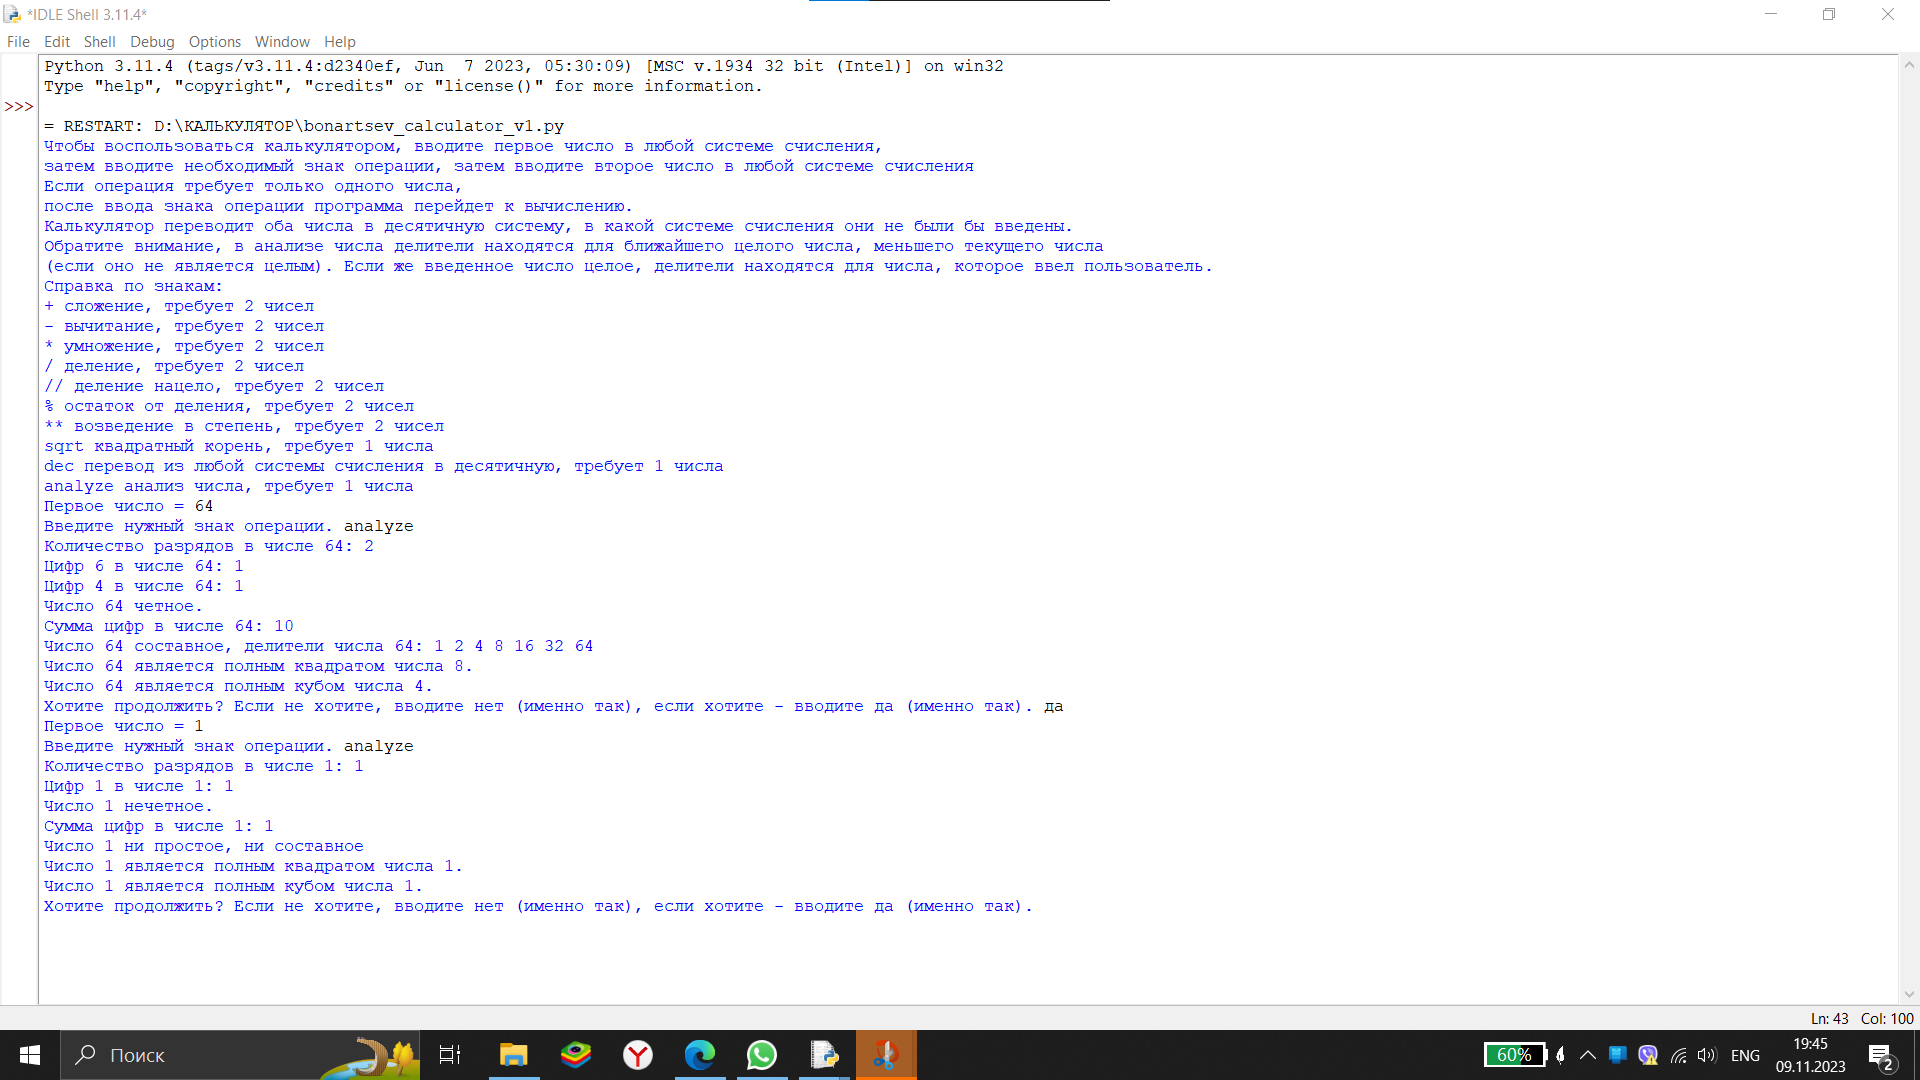 *IDLE Shell 3.11.4*
File Edit Shell Debug Options Window Help
Python 3.11.4 (tags/v3.11.4:d2340ef, Jun  7 2023, 05:30:09) [MSC v.1934 32 bit (Intel)] on win32
Type "help", "copyright", "credits" or "license()" for more information.
>>>
= RESTART: D:\КАЛЬКУЛЯТОР\bonartsev_calculator_v1.py
Чтобы воспользоваться калькулятором, вводите первое число в любой системе счисления,
затем вводите необходимый знак операции, затем вводите второе число в любой системе счисления
Если операция требует только одного числа,
после ввода знака операции программа перейдет к вычислению.
Калькулятор переводит оба числа в десятичную систему, в какой системе счисления они не были бы введены.
Обратите внимание, в анализе числа делители находятся для ближайшего целого числа, меньшего текущего числа
(если оно не является целым). Если же введенное число целое, делители находятся для числа, которое ввел пользователь.
Справка по знакам:
+ сложение, требует 2 чисел
- вычитание, требует 2 чисел
* умножение, требует 2 чисел
/ деление, требует 2 чисел
// деление нацело, требует 2 чисел
% остаток от деления, требует 2 чисел
** возведение в степень, требует 2 чисел
sqrt квадратный корень, требует 1 числа
dec перевод из любой системы счисления в десятичную, требует 1 числа
analyze анализ числа, требует 1 числа
Первое число = 64
Введите нужный знак операции. analyze
Количество разрядов в числе 64: 2
Цифр 6 в числе 64: 1
Цифр 4 в числе 64: 1
Число 64 четное.
Сумма цифр в числе 64: 10
Число 64 составное, делители числа 64: 1 2 4 8 16 32 64
Число 64 является полным квадратом числа 8.
Число 64 является полным кубом числа 4.
Хотите продолжить? Если не хотите, вводите нет (именно так), если хотите - вводите да (именно так). да
Первое число = 1
Введите нужный знак операции. analyze
Количество разрядов в числе 1: 1
Цифр 1 в числе 1: 1
Число 1 нечетное.
Сумма цифр в числе 1: 1
Число 1 ни простое, ни составное
Число 1 является полным квадратом числа 1.
Число 1 является полным кубом числа 1.
Хотите продолжить? Если не хотите, вводите нет (именно так), если хотите - вводите да (именно так).
Ln: 43 Col: 100
Поиск
60%
ENG
19:45
09.11.2023
2